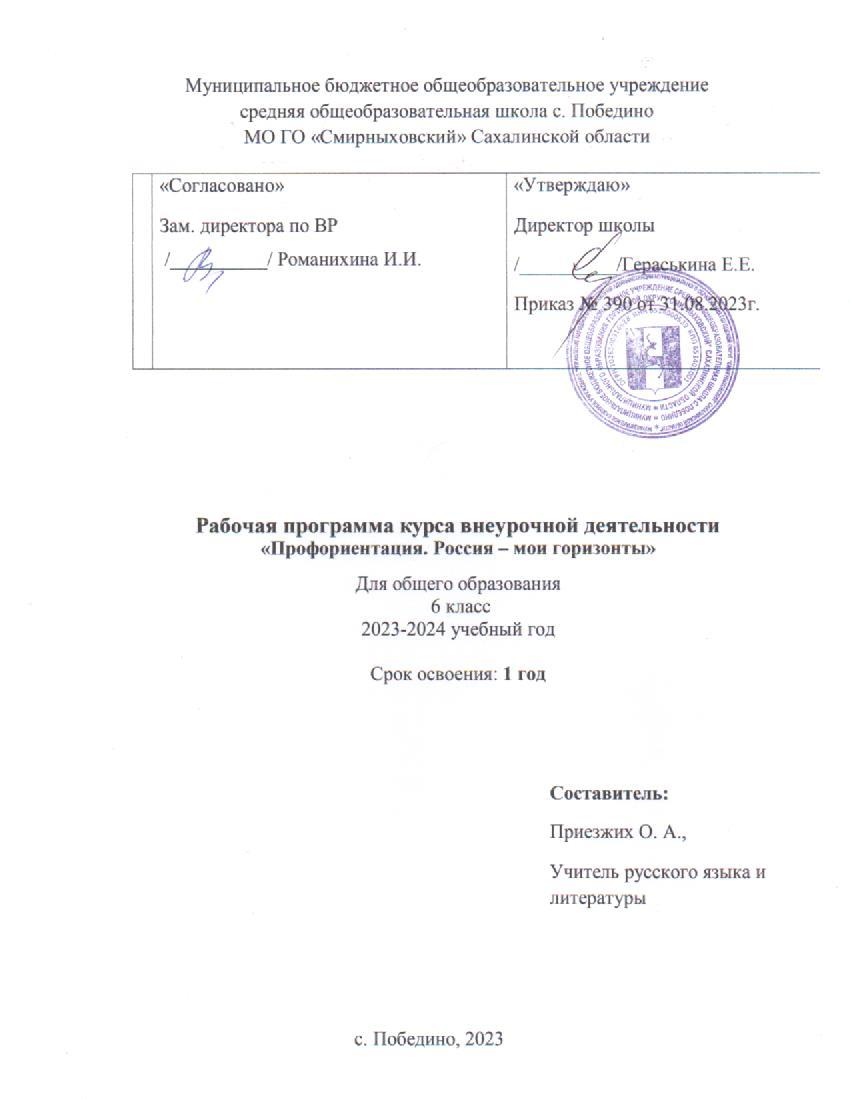 Муниципальное бюджетное общеобразовательное учреждение
средняя общеобразовательная школа с. Победино
МО ГО «Смирныховский» Сахалинской области
«Согласовано»
Зам. директора по ВР
/__________/ Романихина И.И.
«Утверждаю»
Директор школы
/__________/Гераськина Е.Е.
Приказ № 390 от 31.08.2023г.
Рабочая программа курса внеурочной деятельности
«Профориентация. Россия – мои горизонты»
Для общего образования
6 класс
2023-2024 учебный год
Срок освоения: 1 год
Составитель:
Приезжих О. А.,
Учитель русского языка и
литературы
с. Победино, 2023